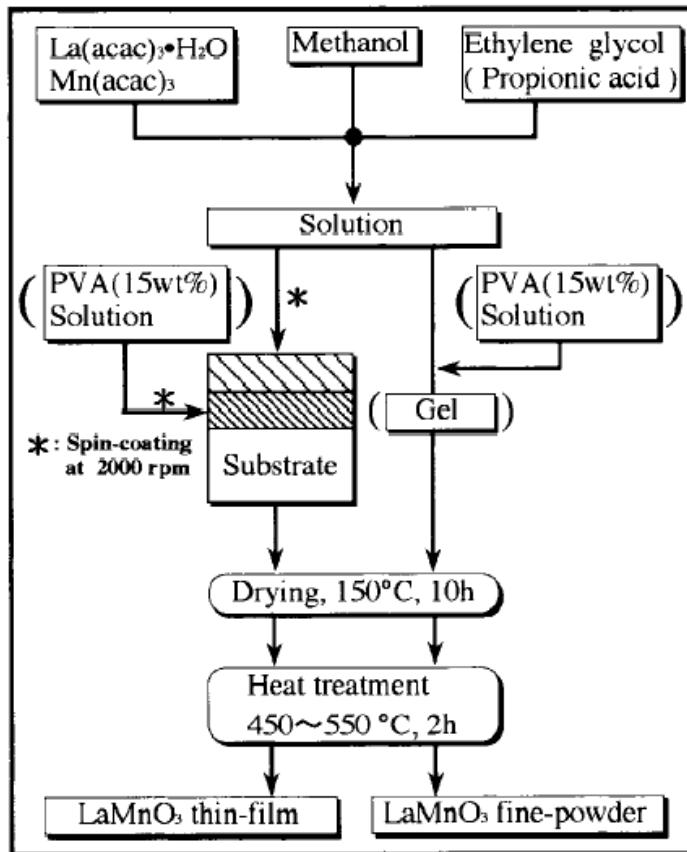 La(acac)₃•H₂O
Mn(acac)₃
Methanol
Ethylene glycol
( Propionic acid )
Solution
(PVA(15wt%)
Solution)
*
(PVA(15wt%)
Solution)
*
*: Spin-coating
at 2000 rpm
Substrate
(Gel)
Drying, 150°C, 10h
Heat treatment
450～550 °C, 2h
LaMnO₃ thin-film
LaMnO₃ fine-powder